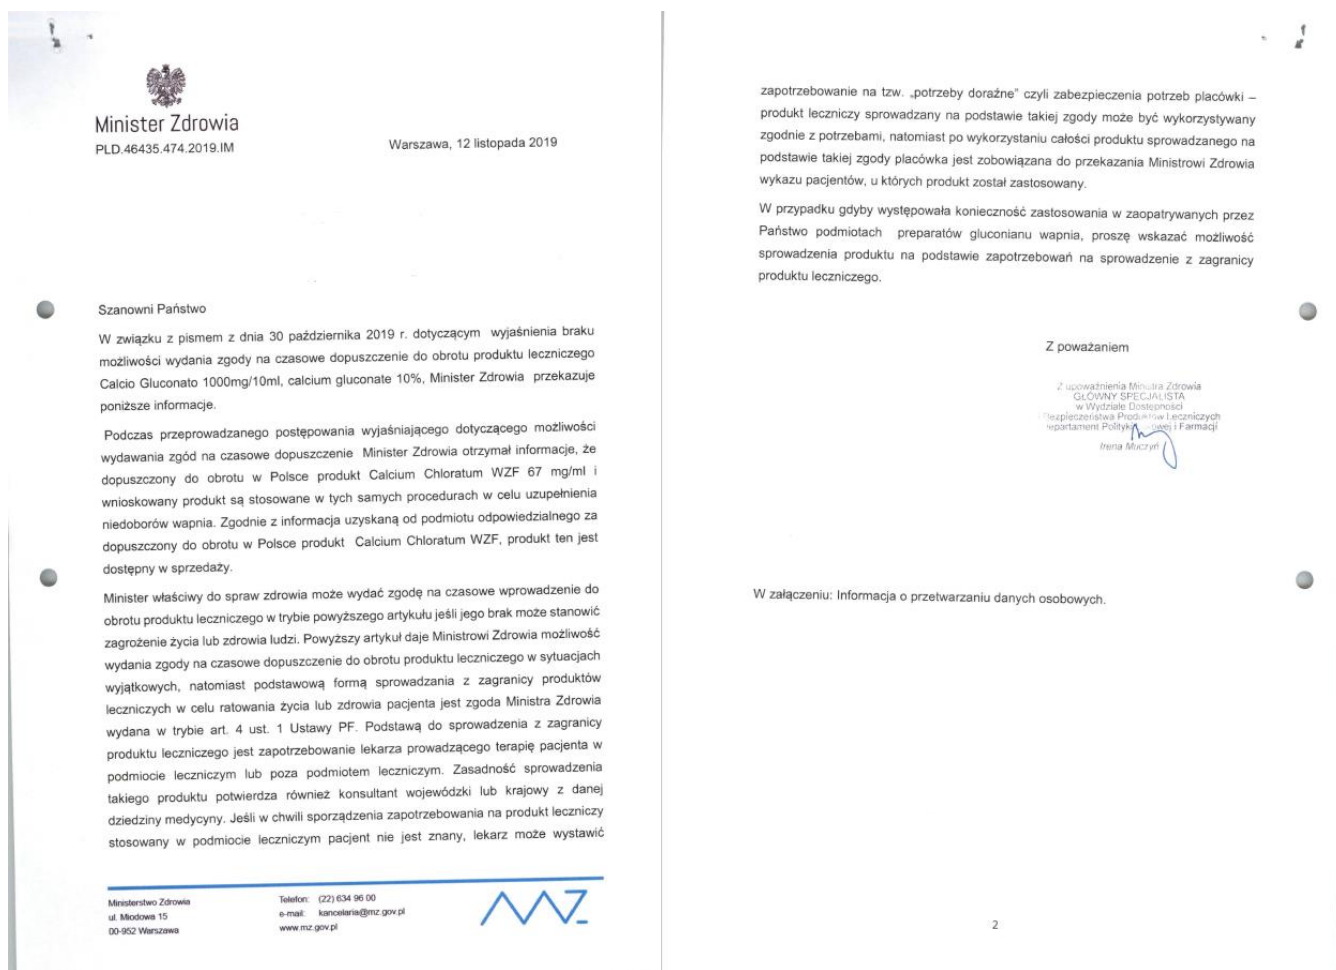 Minister Zdrowia
PLD.46435.474.2019.IM
Warszawa, 12 listopada 2019
Szanowni Państwo
W związku z pismem z dnia 30 października 2019 r. dotyczącym wyjaśnienia braku
możliwości wydania zgody na czasowe dopuszczenie do obrotu produktu leczniczego
Calcio Gluconato 1000mg/10ml, calcium gluconate 10%, Minister Zdrowia przekazuje
poniższe informacje.
Podczas przeprowadzanego postępowania wyjaśniającego dotyczącego możliwości
wydawania zgód na czasowe dopuszczenie Minister Zdrowia otrzymał informacje, że
dopuszczony do obrotu w Polsce produkt Calcium Chloratum WZF 67 mg/ml i
wnioskowany produkt są stosowane w tych samych procedurach w celu uzupełnienia
niedoborów wapnia. Zgodnie z informacja uzyskaną od podmiotu odpowiedzialnego za
dopuszczony do obrotu w Polsce produkt Calcium Chloratum WZF, produkt ten jest
dostępny w sprzedaży.
Minister właściwy do spraw zdrowia może wydać zgodę na czasowe wprowadzenie do
obrotu produktu leczniczego w trybie powyższego artykułu jeśli jego brak może stanowić
zagrożenie życia lub zdrowia ludzi. Powyższy artykuł daje Ministrowi Zdrowia możliwość
wydania zgody na czasowe dopuszczenie do obrotu produktu leczniczego w sytuacjach
wyjątkowych, natomiast podstawową formą sprowadzania z zagranicy produktów
leczniczych w celu ratowania życia lub zdrowia pacjenta jest zgoda Ministra Zdrowia
wydana w trybie art. 4 ust. 1 Ustawy PF. Podstawą do sprowadzenia z zagranicy
produktu leczniczego jest zapotrzebowanie lekarza prowadzącego terapię pacjenta w
podmiocie leczniczym lub poza podmiotem leczniczym. Zasadność sprowadzenia
takiego produktu potwierdza również konsultant wojewódzki lub krajowy z danej
dziedziny medycyny. Jeśli w chwili sporządzenia zapotrzebowania na produkt leczniczy
stosowany w podmiocie leczniczym pacjent nie jest znany, lekarz może wystawić
Ministerstwo Zdrowia
ul. Miodowa 15
00-952 Warszawa
Telefon: (22) 634 96 00
e-mail: kancelaria@mz.gov.pl
www.mz.gov.pl
MZ
zapotrzebowanie na tzw. „potrzeby doraźne” czyli zabezpieczenia potrzeb placówki –
produkt leczniczy sprowadzany na podstawie takiej zgody może być wykorzystywany
zgodnie z potrzebami, natomiast po wykorzystaniu całości produktu sprowadzanego na
podstawie takiej zgody placówka jest zobowiązana do przekazania Ministrowi Zdrowia
wykazu pacjentów, u których produkt został zastosowany.
W przypadku gdyby występowała konieczność zastosowania w zaopatrywanych przez
Państwo podmiotach preparatów gluconianu wapnia, proszę wskazać możliwość
sprowadzenia produktu na podstawie zapotrzebowań na sprowadzenie z zagranicy
produktu leczniczego.
Z poważaniem
Z upoważnienia Ministra Zdrowia
GŁÓWNY SPECJALISTA
w Wydziale Dostępności
i Bezpieczeństwa Produktów Leczniczych
Departament Polityki Lekowej i Farmacji
Irena Muczyń
W załączeniu: Informacja o przetwarzaniu danych osobowych.
2